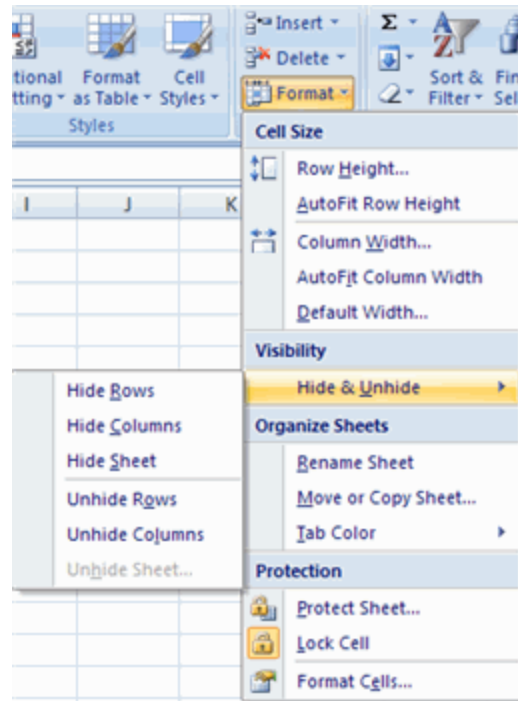 Insert
Σ
Delete
Format
tional Format Cell
tting as Table Styles
Sort & Fin
Filter Sel
Styles
Cell Size
Row Height...
AutoFit Row Height
I J K
Column Width...
AutoFit Column Width
Default Width...
Visibility
Hide & Unhide
Hide Rows
Hide Columns
Hide Sheet
Unhide Rows
Unhide Columns
Unhide Sheet...
Organize Sheets
Rename Sheet
Move or Copy Sheet...
Tab Color
Protection
Protect Sheet...
Lock Cell
Format Cells...